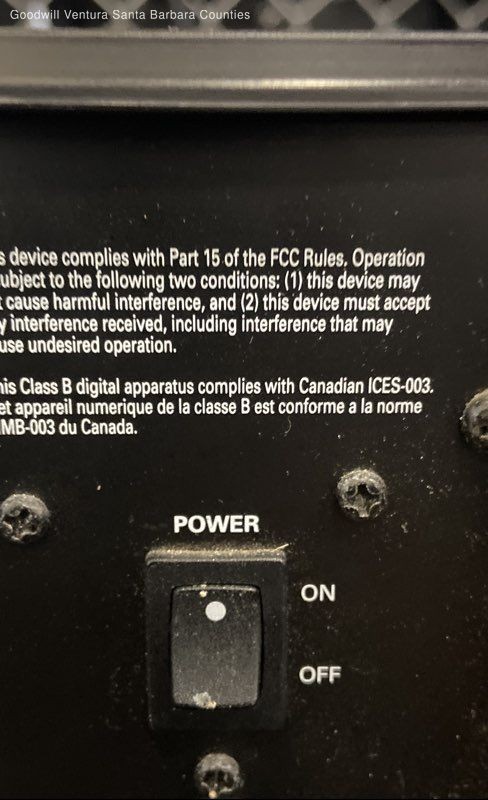 Goodwill Ventura Santa Barbara Counties
s device complies with Part 15 of the FCC Rules. Operation
ubject to the following two conditions: (1) this device may
t cause harmful interference, and (2) this device must accept
y interference received, including interference that may
use undesired operation.
his Class B digital apparatus complies with Canadian ICES-003.
et appareil numerique de la classe B est conforme a la norme
MB-003 du Canada.
POWER
ON
OFF